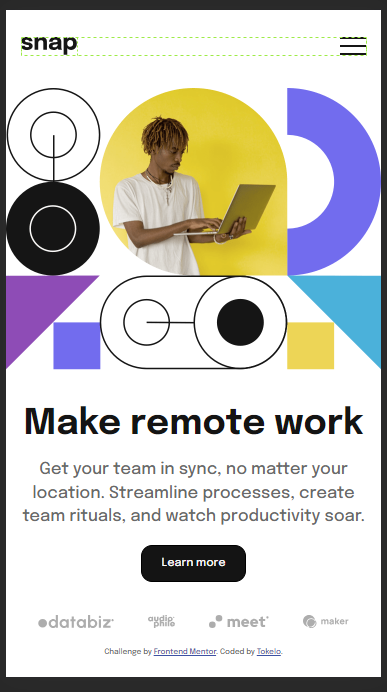 snap
Make remote work
Get your team in sync, no matter your
location. Streamline processes, create
team rituals, and watch productivity soar.
Learn more
databiz audiophile meet maker
Challenge by Frontend Mentor. Coded by Tokelo.